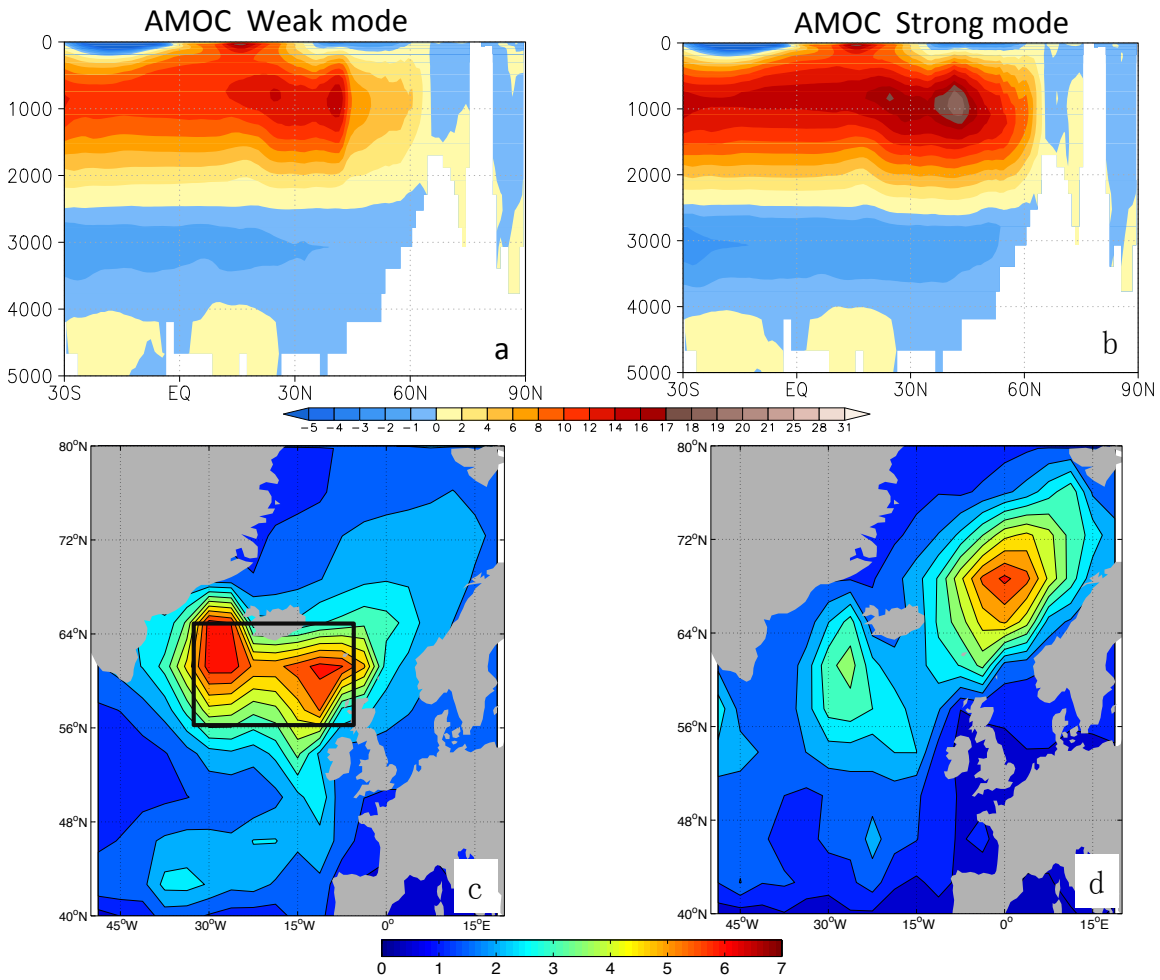 AMOC Weak mode
AMOC Strong mode
0
1000
2000
3000
4000
5000
30S EQ 30N 60N 90N
a
0
1000
2000
3000
4000
5000
30S EQ 30N 60N 90N
b
-5 -4 -3 -2 -1 0 2 4 6 8 10 12 14 16 17 18 19 20 21 25 28 31
80°N
72°N
64°N
56°N
48°N
40°N
45°W 30°W 15°W 0° 15°E
c
80°N
72°N
64°N
56°N
48°N
40°N
45°W 30°W 15°W 0° 15°E
d
0 1 2 3 4 5 6 7